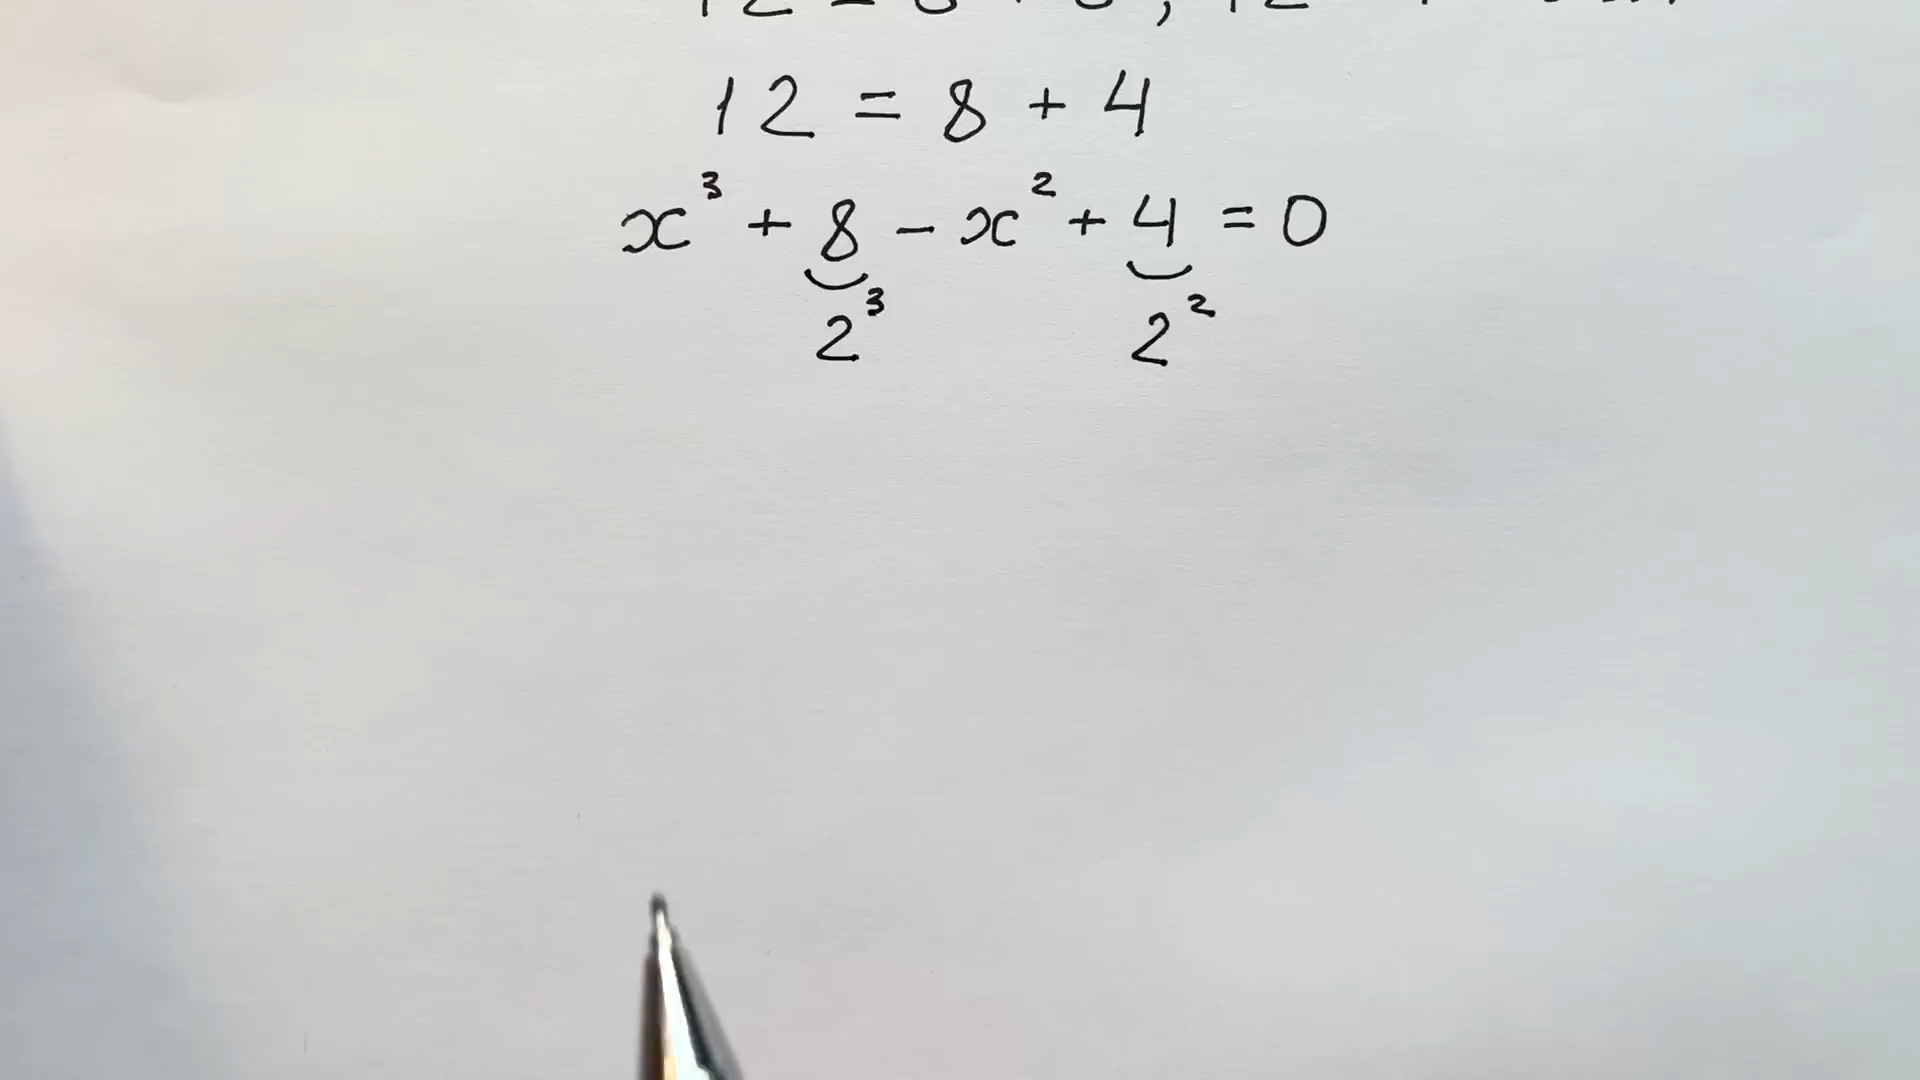 12 = 8 + 4
x³ + 8 - x² + 4 = 0
2³ 2²